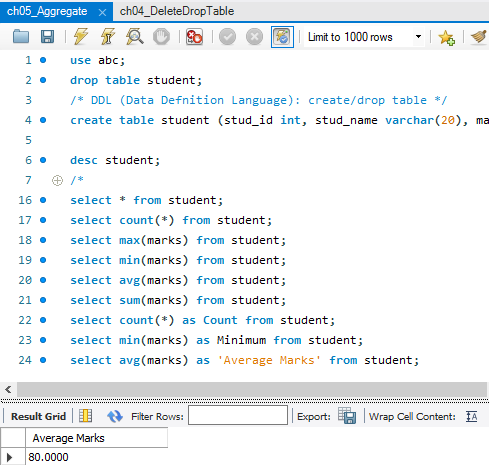 ch05_Aggregate × ch04_DeleteDropTable
Limit to 1000 rows
1 use abc;
2 drop table student;
3 /* DDL (Data Defnition Language): create/drop table */
4 create table student (stud_id int, stud_name varchar(20), ma
5
6 desc student;
7 /*
16 select * from student;
17 select count(*) from student;
18 select max(marks) from student;
19 select min(marks) from student;
20 select avg(marks) from student;
21 select sum(marks) from student;
22 select count(*) as Count from student;
23 select min(marks) as Minimum from student;
24 select avg(marks) as 'Average Marks' from student;
Result Grid Filter Rows: Export: Wrap Cell Content:
Average Marks
80.0000